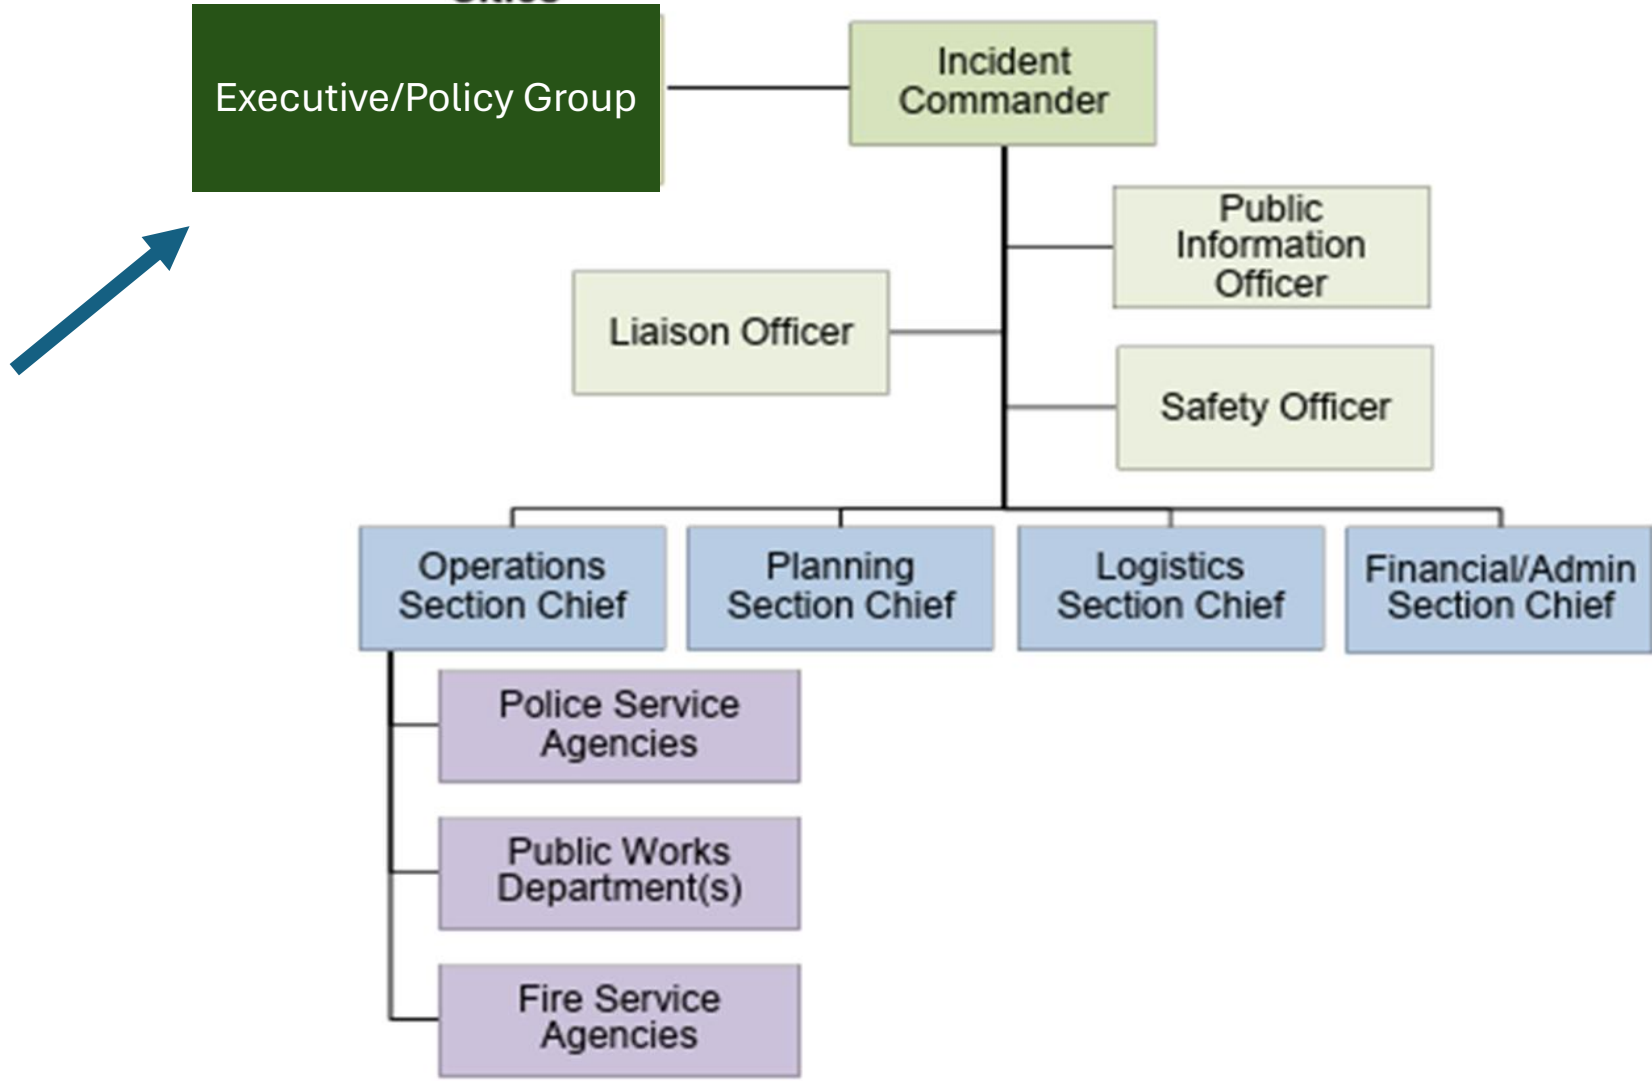 Executive/Policy Group
Incident
Commander
Public
Information
Officer
Liaison Officer
Safety Officer
Operations
Section Chief
Planning
Section Chief
Logistics
Section Chief
Financial/Admin
Section Chief
Police Service
Agencies
Public Works
Department(s)
Fire Service
Agencies